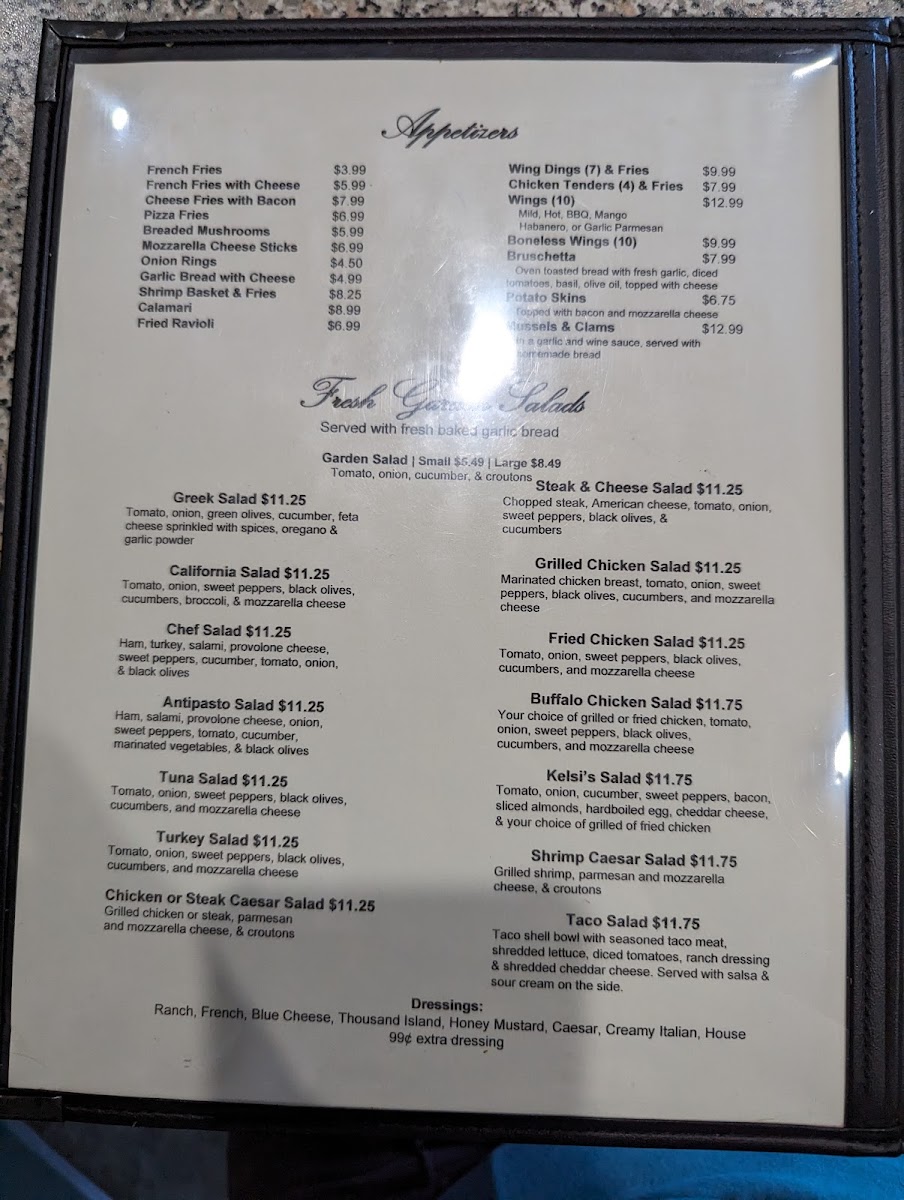 Appetizers
French Fries $3.99
French Fries with Cheese $5.99
Cheese Fries with Bacon $7.99
Pizza Fries $6.99
Breaded Mushrooms $5.99
Mozzarella Cheese Sticks $6.99
Onion Rings $4.50
Garlic Bread with Cheese $4.99
Shrimp Basket & Fries $8.25
Calamari $8.99
Fried Ravioli $6.99
Wing Dings (7) & Fries $9.99
Chicken Tenders (4) & Fries $7.99
Wings (10) $12.99
Mild, Hot, BBQ, Mango
Habanero, or Garlic Parmesan
Boneless Wings (10) $9.99
Bruschetta $7.99
Oven toasted bread with fresh garlic, diced
tomatoes, basil, olive oil, topped with cheese
Potato Skins $6.75
Topped with bacon and mozzarella cheese
Mussels & Clams $12.99
In a garlic and wine sauce, served with
homemade bread
Fresh Garden Salads
Served with fresh baked garlic bread
Garden Salad | Small $5.49 | Large $8.49
Tomato, onion, cucumber, & croutons
Greek Salad $11.25
Tomato, onion, green olives, cucumber, feta
cheese sprinkled with spices, oregano &
garlic powder
California Salad $11.25
Tomato, onion, sweet peppers, black olives,
cucumbers, broccoli, & mozzarella cheese
Chef Salad $11.25
Ham, turkey, salami, provolone cheese,
sweet peppers, cucumber, tomato, onion,
& black olives
Antipasto Salad $11.25
Ham, salami, provolone cheese, onion,
sweet peppers, tomato, cucumber,
marinated vegetables, & black olives
Tuna Salad $11.25
Tomato, onion, sweet peppers, black olives,
cucumbers, and mozzarella cheese
Turkey Salad $11.25
Tomato, onion, sweet peppers, black olives,
cucumbers, and mozzarella cheese
Chicken or Steak Caesar Salad $11.25
Grilled chicken or steak, parmesan
and mozzarella cheese, & croutons
Steak & Cheese Salad $11.25
Chopped steak, American cheese, tomato, onion,
sweet peppers, black olives, &
cucumbers
Grilled Chicken Salad $11.25
Marinated chicken breast, tomato, onion, sweet
peppers, black olives, cucumbers, and mozzarella
cheese
Fried Chicken Salad $11.25
Tomato, onion, sweet peppers, black olives,
cucumbers, and mozzarella cheese
Buffalo Chicken Salad $11.75
Your choice of grilled or fried chicken, tomato,
onion, sweet peppers, black olives,
cucumbers, and mozzarella cheese
Kelsi's Salad $11.75
Tomato, onion, cucumber, sweet peppers, bacon,
sliced almonds, hardboiled egg, cheddar cheese,
& your choice of grilled of fried chicken
Shrimp Caesar Salad $11.75
Grilled shrimp, parmesan and mozzarella
cheese, & croutons
Taco Salad $11.75
Taco shell bowl with seasoned taco meat,
shredded lettuce, diced tomatoes, ranch dressing
& shredded cheddar cheese. Served with salsa &
sour cream on the side.
Dressings:
Ranch, French, Blue Cheese, Thousand Island, Honey Mustard, Caesar, Creamy Italian, House
99¢ extra dressing